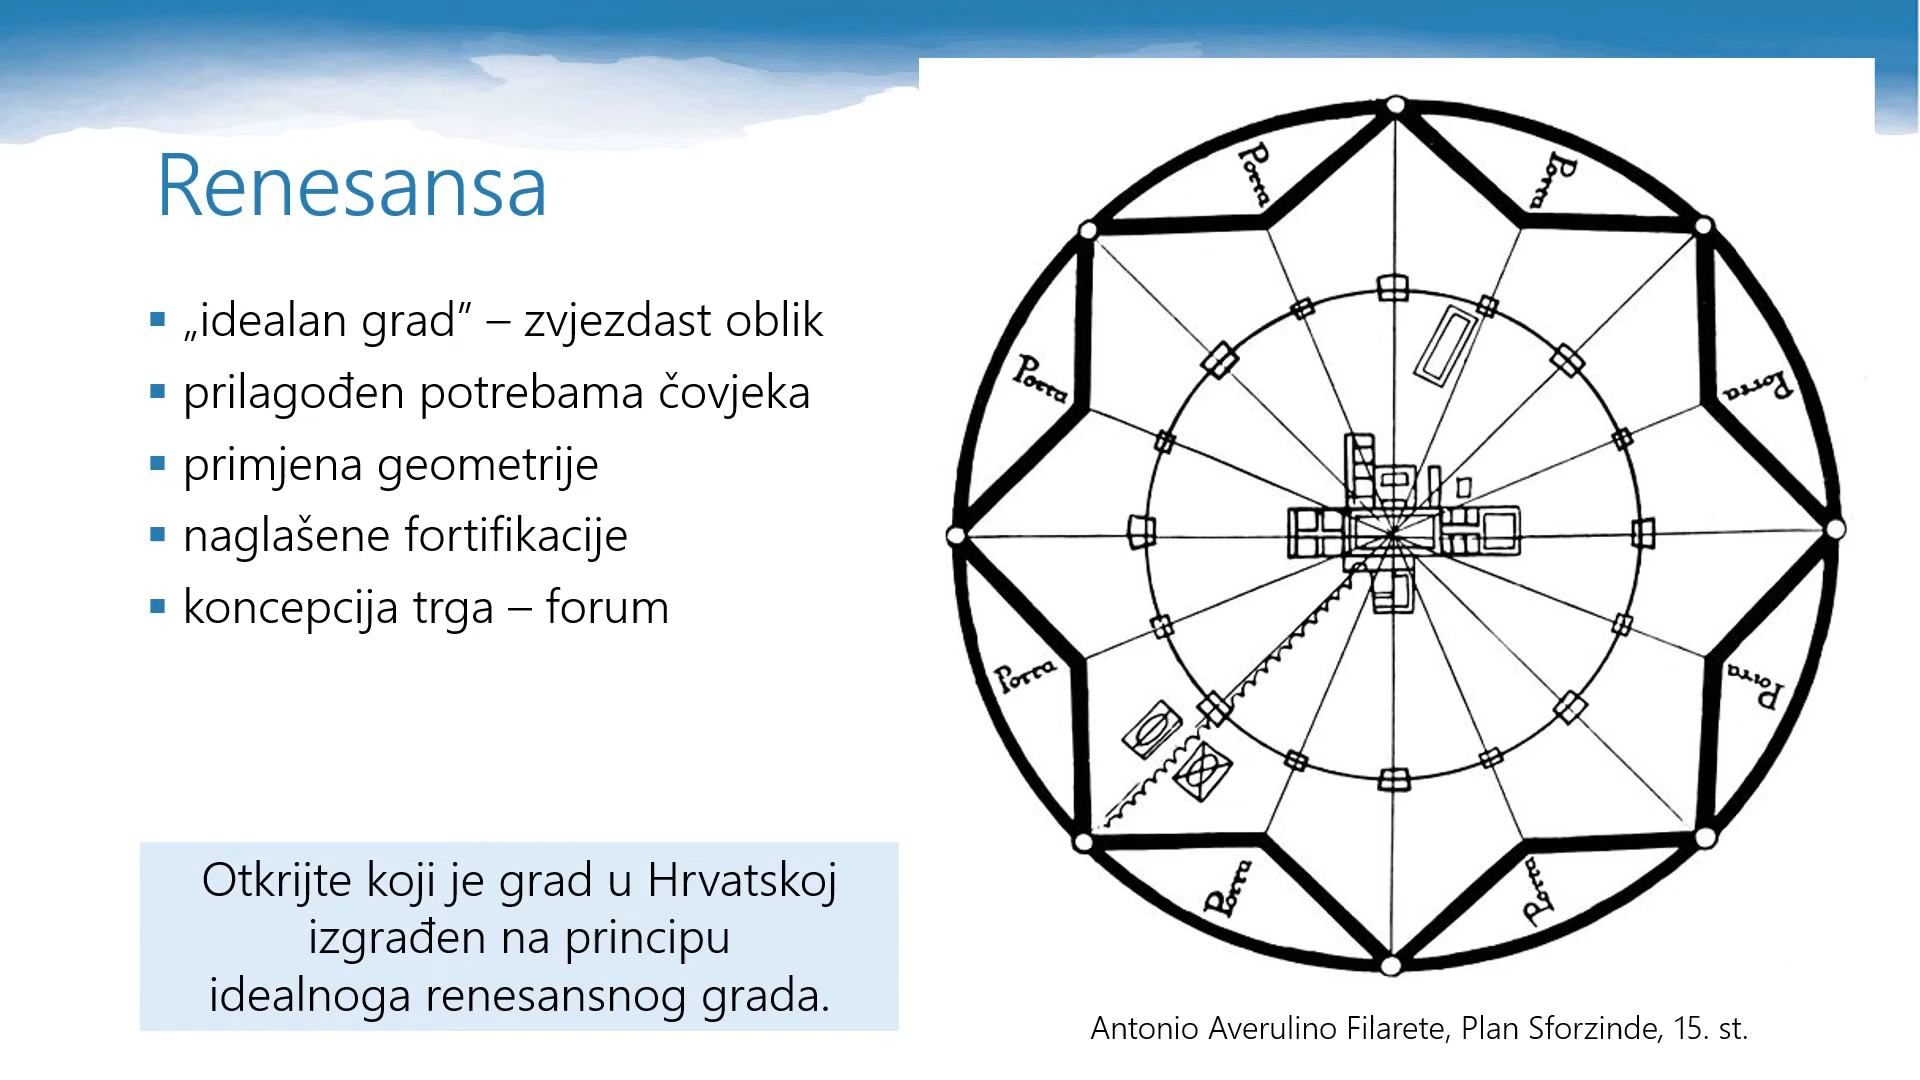 Renesansa
„idealan grad” – zvjezdast oblik
prilagođen potrebama čovjeka
primjena geometrije
naglašene fortifikacije
koncepcija trga – forum
Otkrijte koji je grad u Hrvatskoj
izgrađen na principu
idealnoga renesansnog grada.
Porta
Porta
Porta
Porta
Porta
Porta
Porta
Porta
Antonio Averulino Filarete, Plan Sforzinde, 15. st.